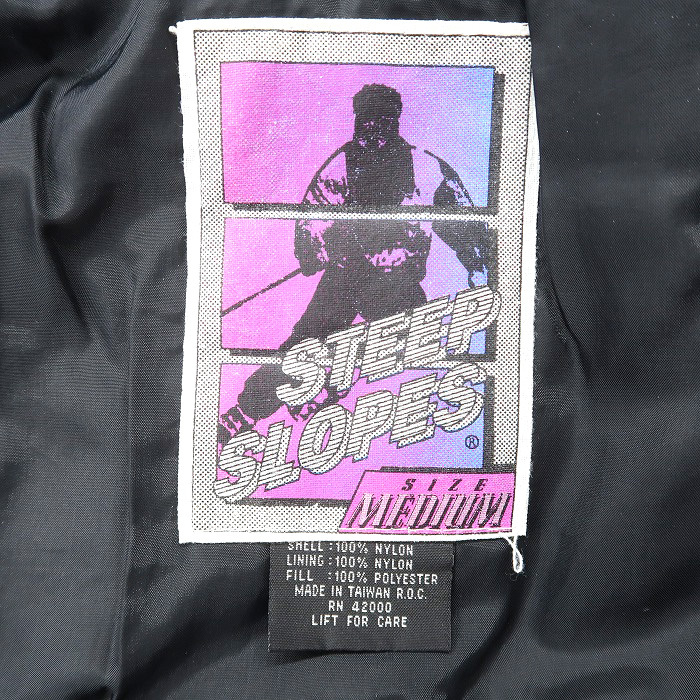 STEEP
SLOPES
®
SIZE
MEDIUM
SHELL : 100% NYLON
LINING : 100% NYLON
FILL : 100% POLYESTER
MADE IN TAIWAN R.O.C.
RN 42000
LIFT FOR CARE